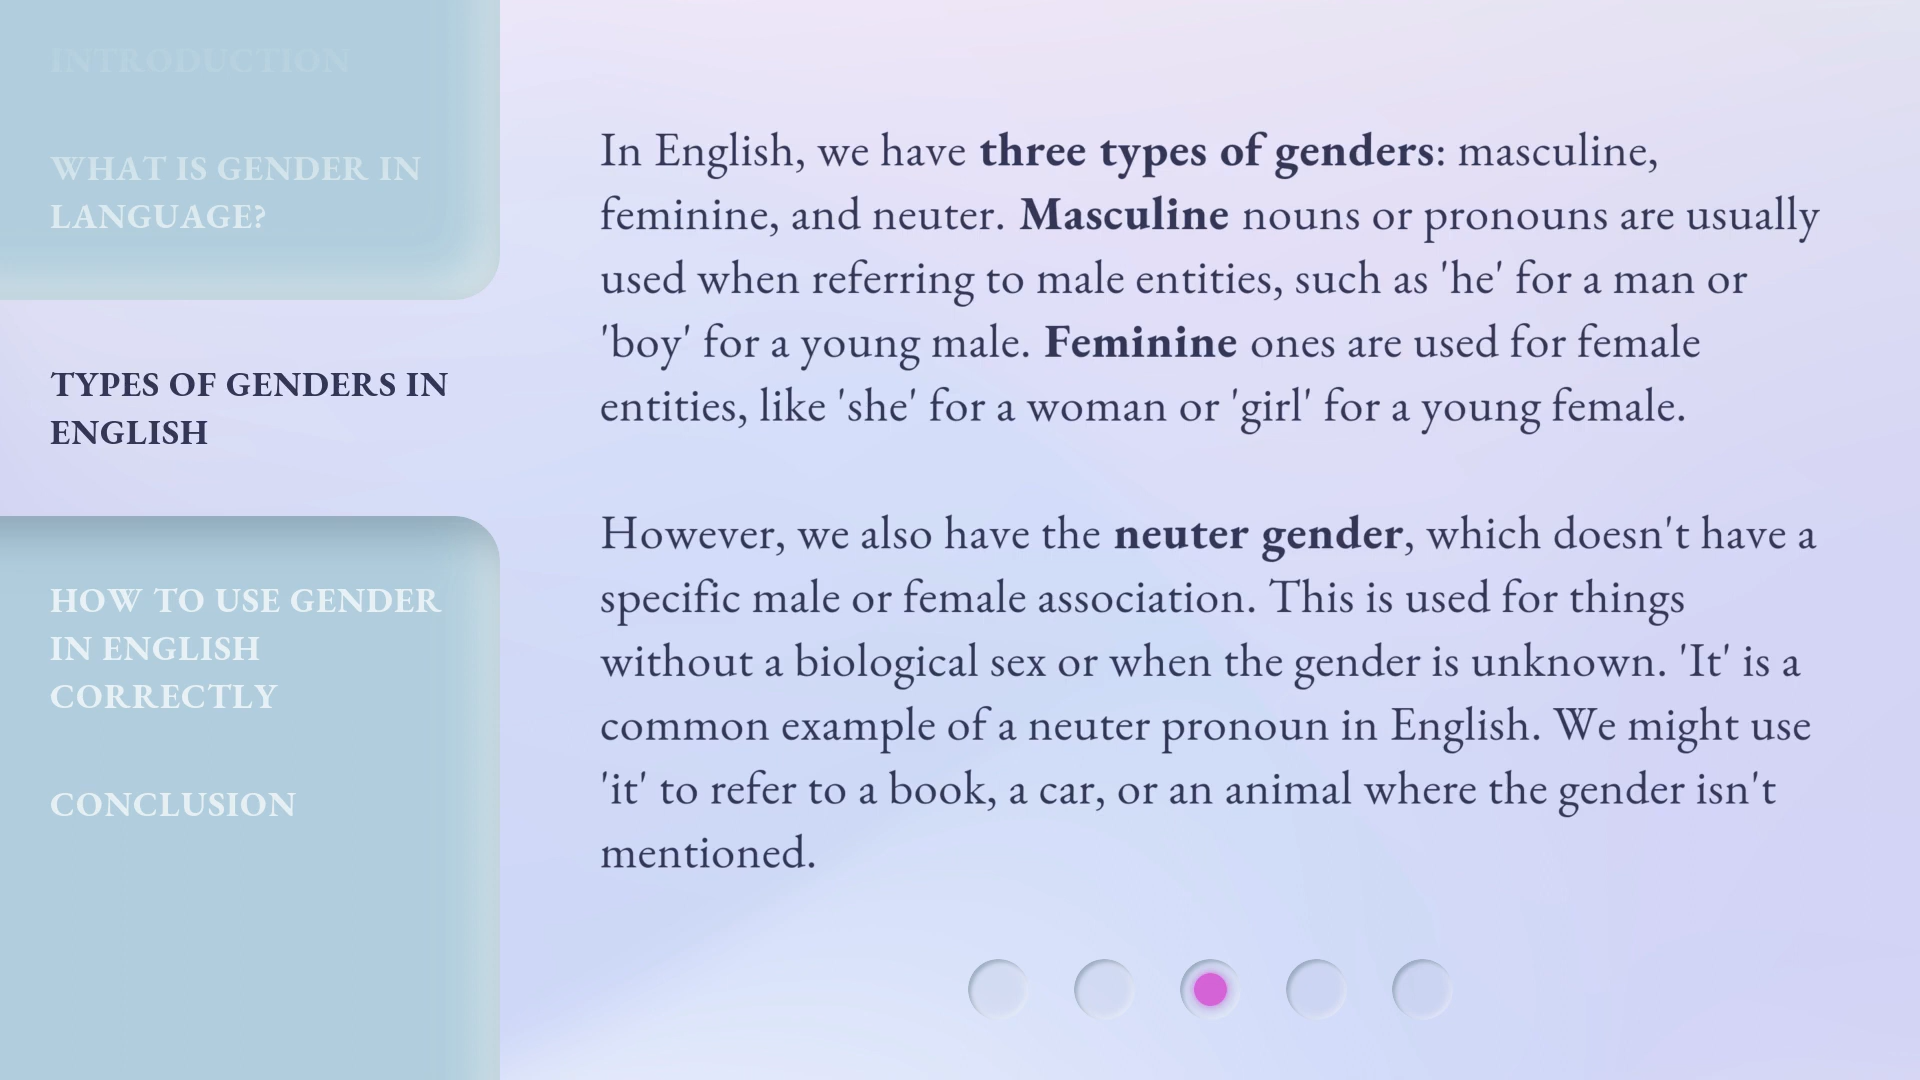 INTRODUCTION
WHAT IS GENDER IN
LANGUAGE?
TYPES OF GENDERS IN
ENGLISH
HOW TO USE GENDER
IN ENGLISH
CORRECTLY
CONCLUSION
In English, we have three types of genders: masculine,
feminine, and neuter. Masculine nouns or pronouns are usually
used when referring to male entities, such as 'he' for a man or
'boy' for a young male. Feminine ones are used for female
entities, like 'she' for a woman or 'girl' for a young female.
However, we also have the neuter gender, which doesn't have a
specific male or female association. This is used for things
without a biological sex or when the gender is unknown. 'It' is a
common example of a neuter pronoun in English. We might use
'it' to refer to a book, a car, or an animal where the gender isn't
mentioned.